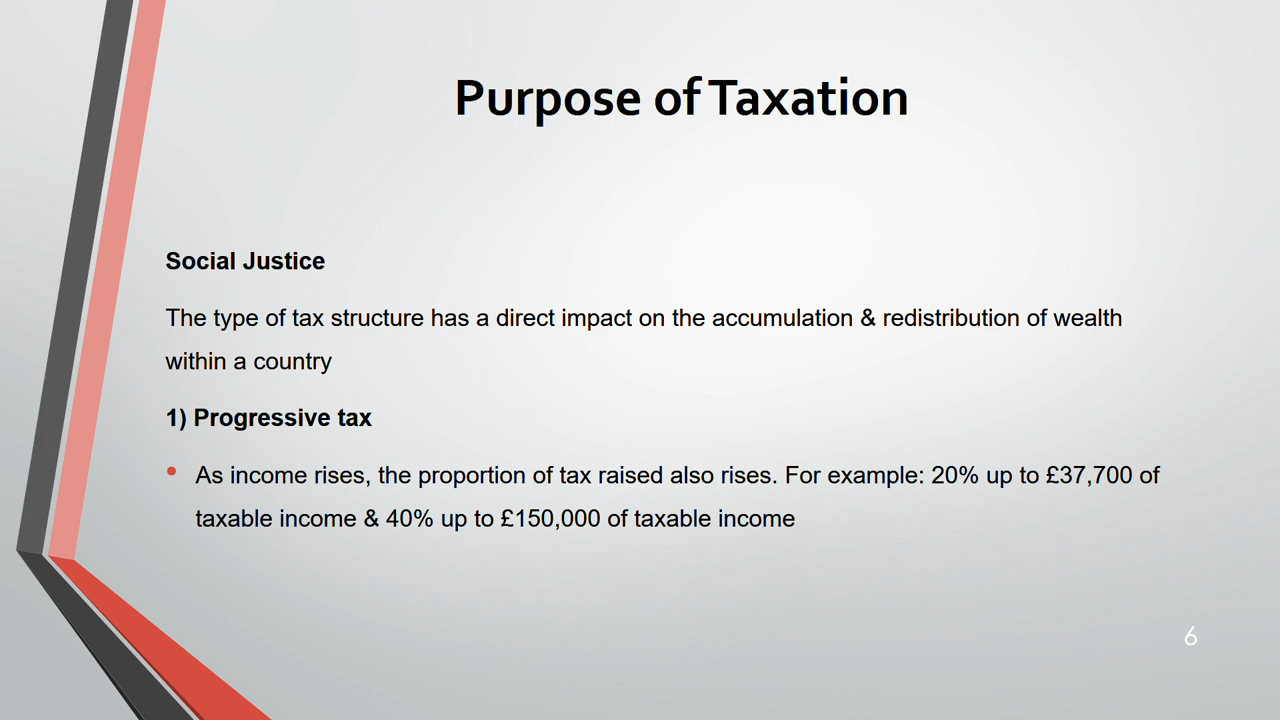 Purpose of Taxation
Social Justice
The type of tax structure has a direct impact on the accumulation & redistribution of wealth
within a country
1) Progressive tax
• As income rises, the proportion of tax raised also rises. For example: 20% up to £37,700 of
taxable income & 40% up to £150,000 of taxable income
6